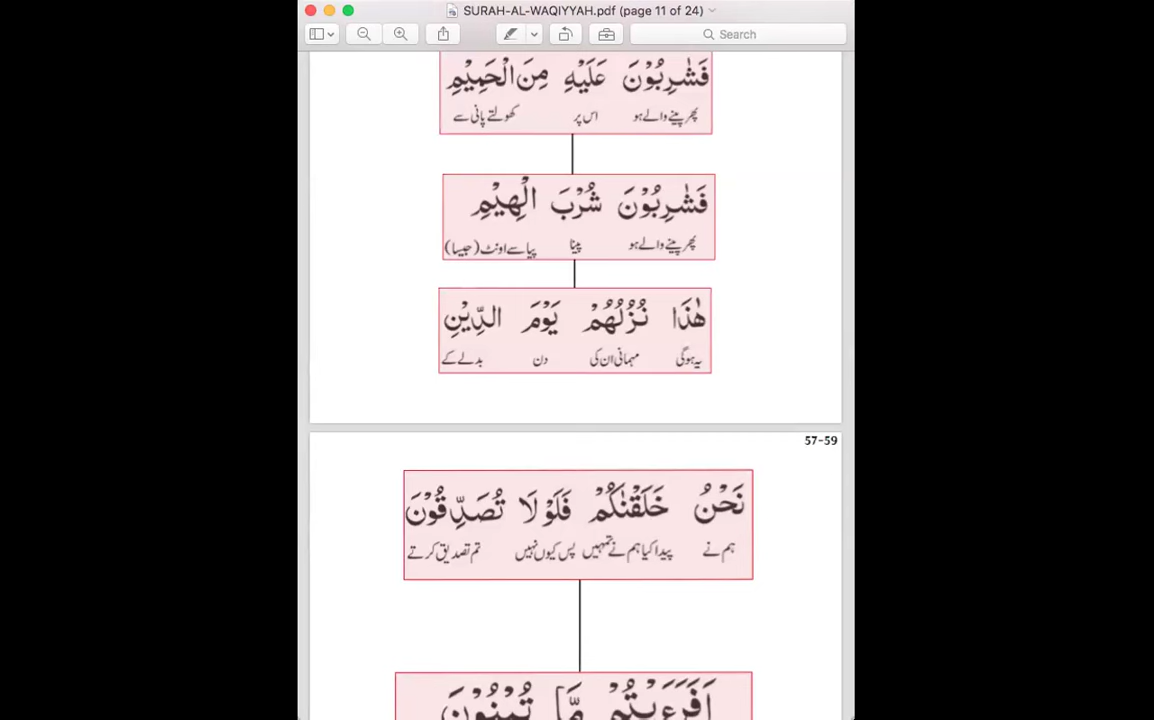 SURAH-AL-WAQIYYAH.pdf (page 11 of 24)
Search
فَشٰرِبُوْنَ عَلَيْهِ مِنَ الْحَمِيْمِ
پھر پینے والے ہو اس پر کھولتے پانی سے
فَشٰرِبُوْنَ شُرْبَ الْهِيْمِ
پھر پینے والے ہو پینا پیاسے اونٹ (جیسا)
هٰذَا نُزُلُهُمْ يَوْمَ الدِّيْنِ
یہ ہوگی مہمانی ان کی دن بدلے کے
57-59
نَحْنُ خَلَقْنٰكُمْ فَلَوْ لَا تُصَدِّقُوْنَ
ہم نے پیدا کیا ہم نے تمہیں پس کیوں نہیں تم تصدیق کرتے
اَفَرَءَيْتُمْ مَّا تُمْنُوْنَ